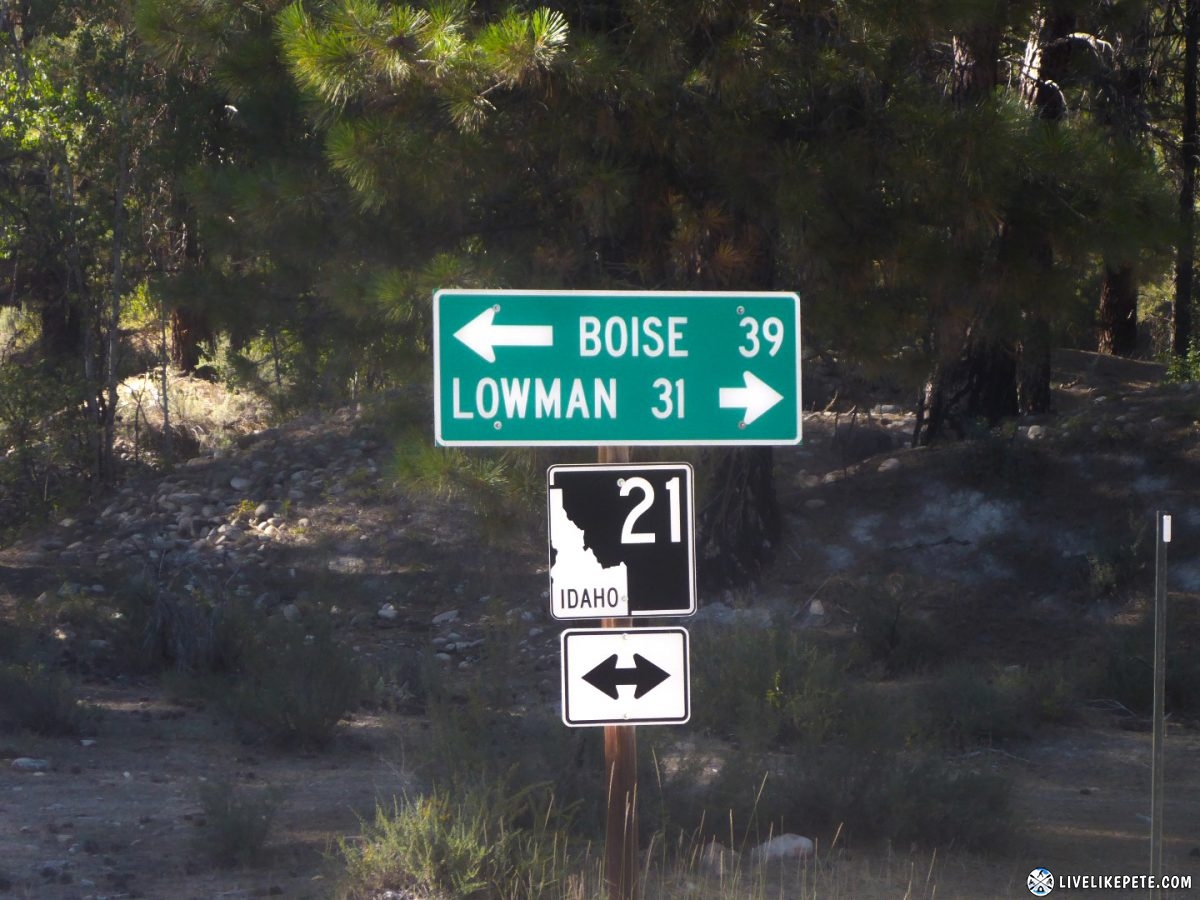 BOISE 39
LOWMAN 31
21
IDAHO
LIVELIKEPETE.COM